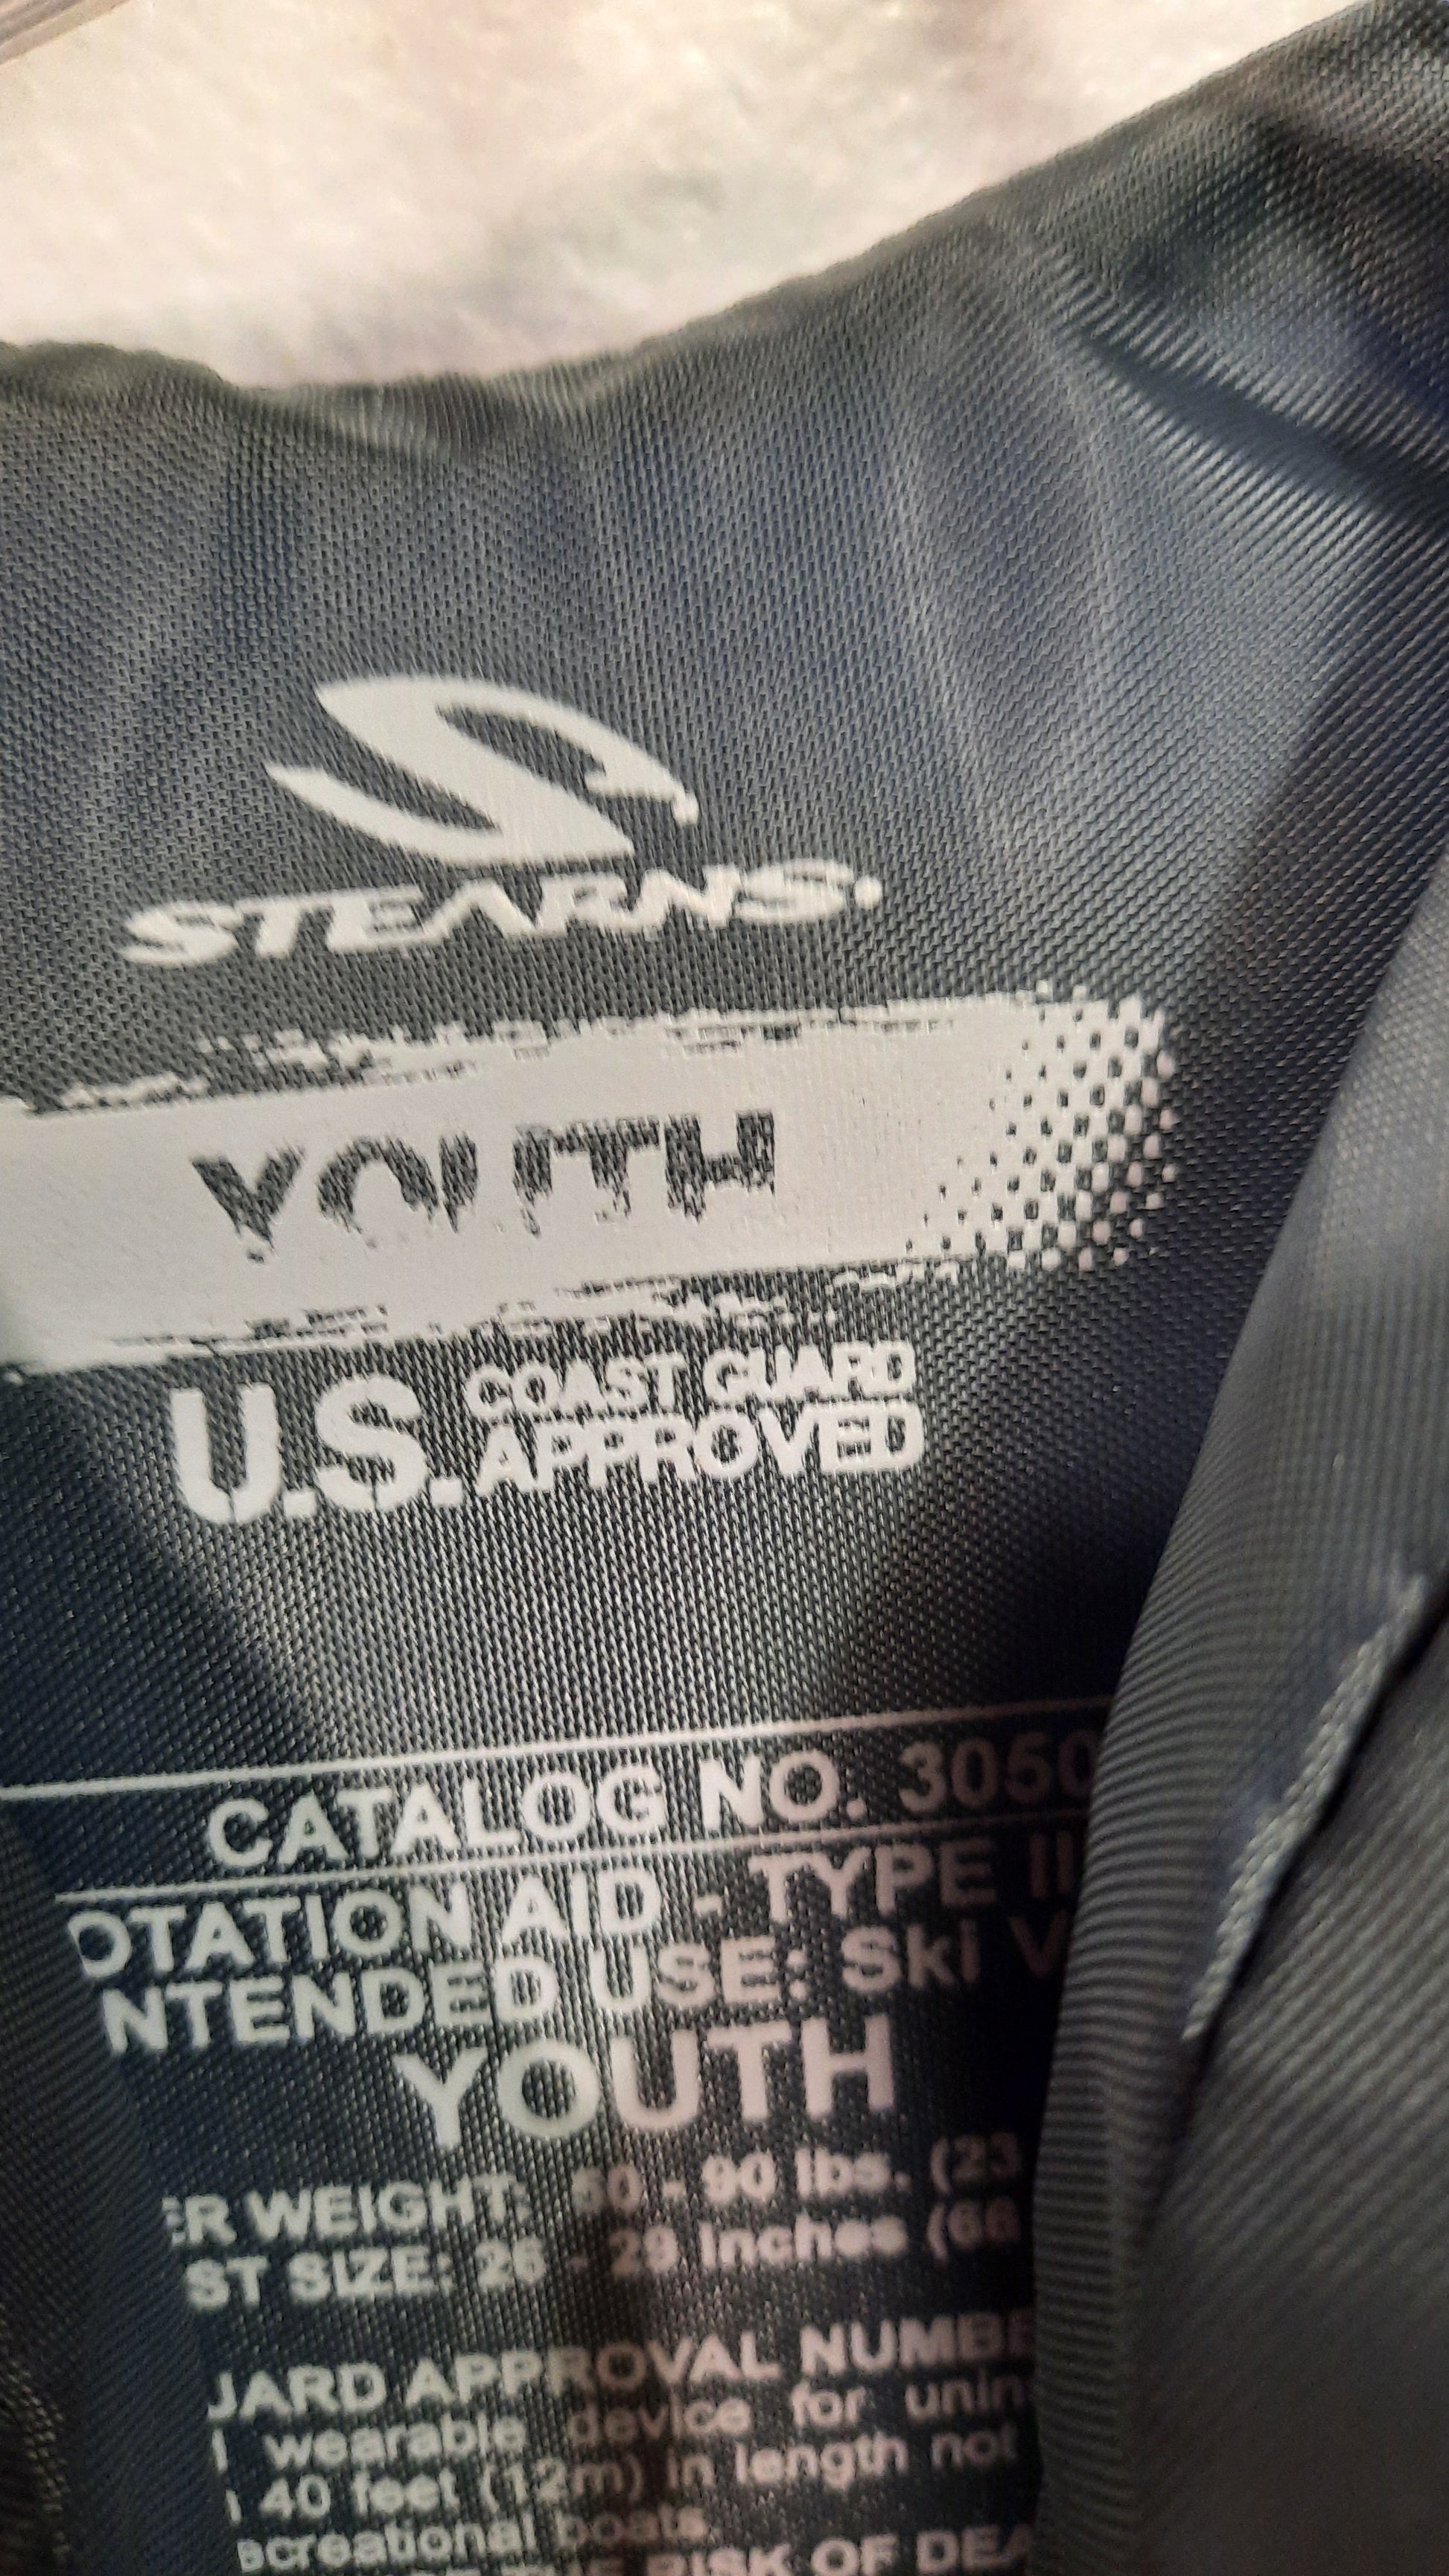 STEARNS
YOUTH
U.S. COAST GUARD
APPROVED
CATALOG NO. 3050
OTATION AID - TYPE II
NTENDED USE: Ski V
YOUTH
ER WEIGHT: 50 - 90 lbs. (23
ST SIZE: 26 - 29 inches (66
UARD APPROVAL NUMBE
wearable device for unin
40 feet (12m) in length not
ecreational boats.
RISK OF DEA